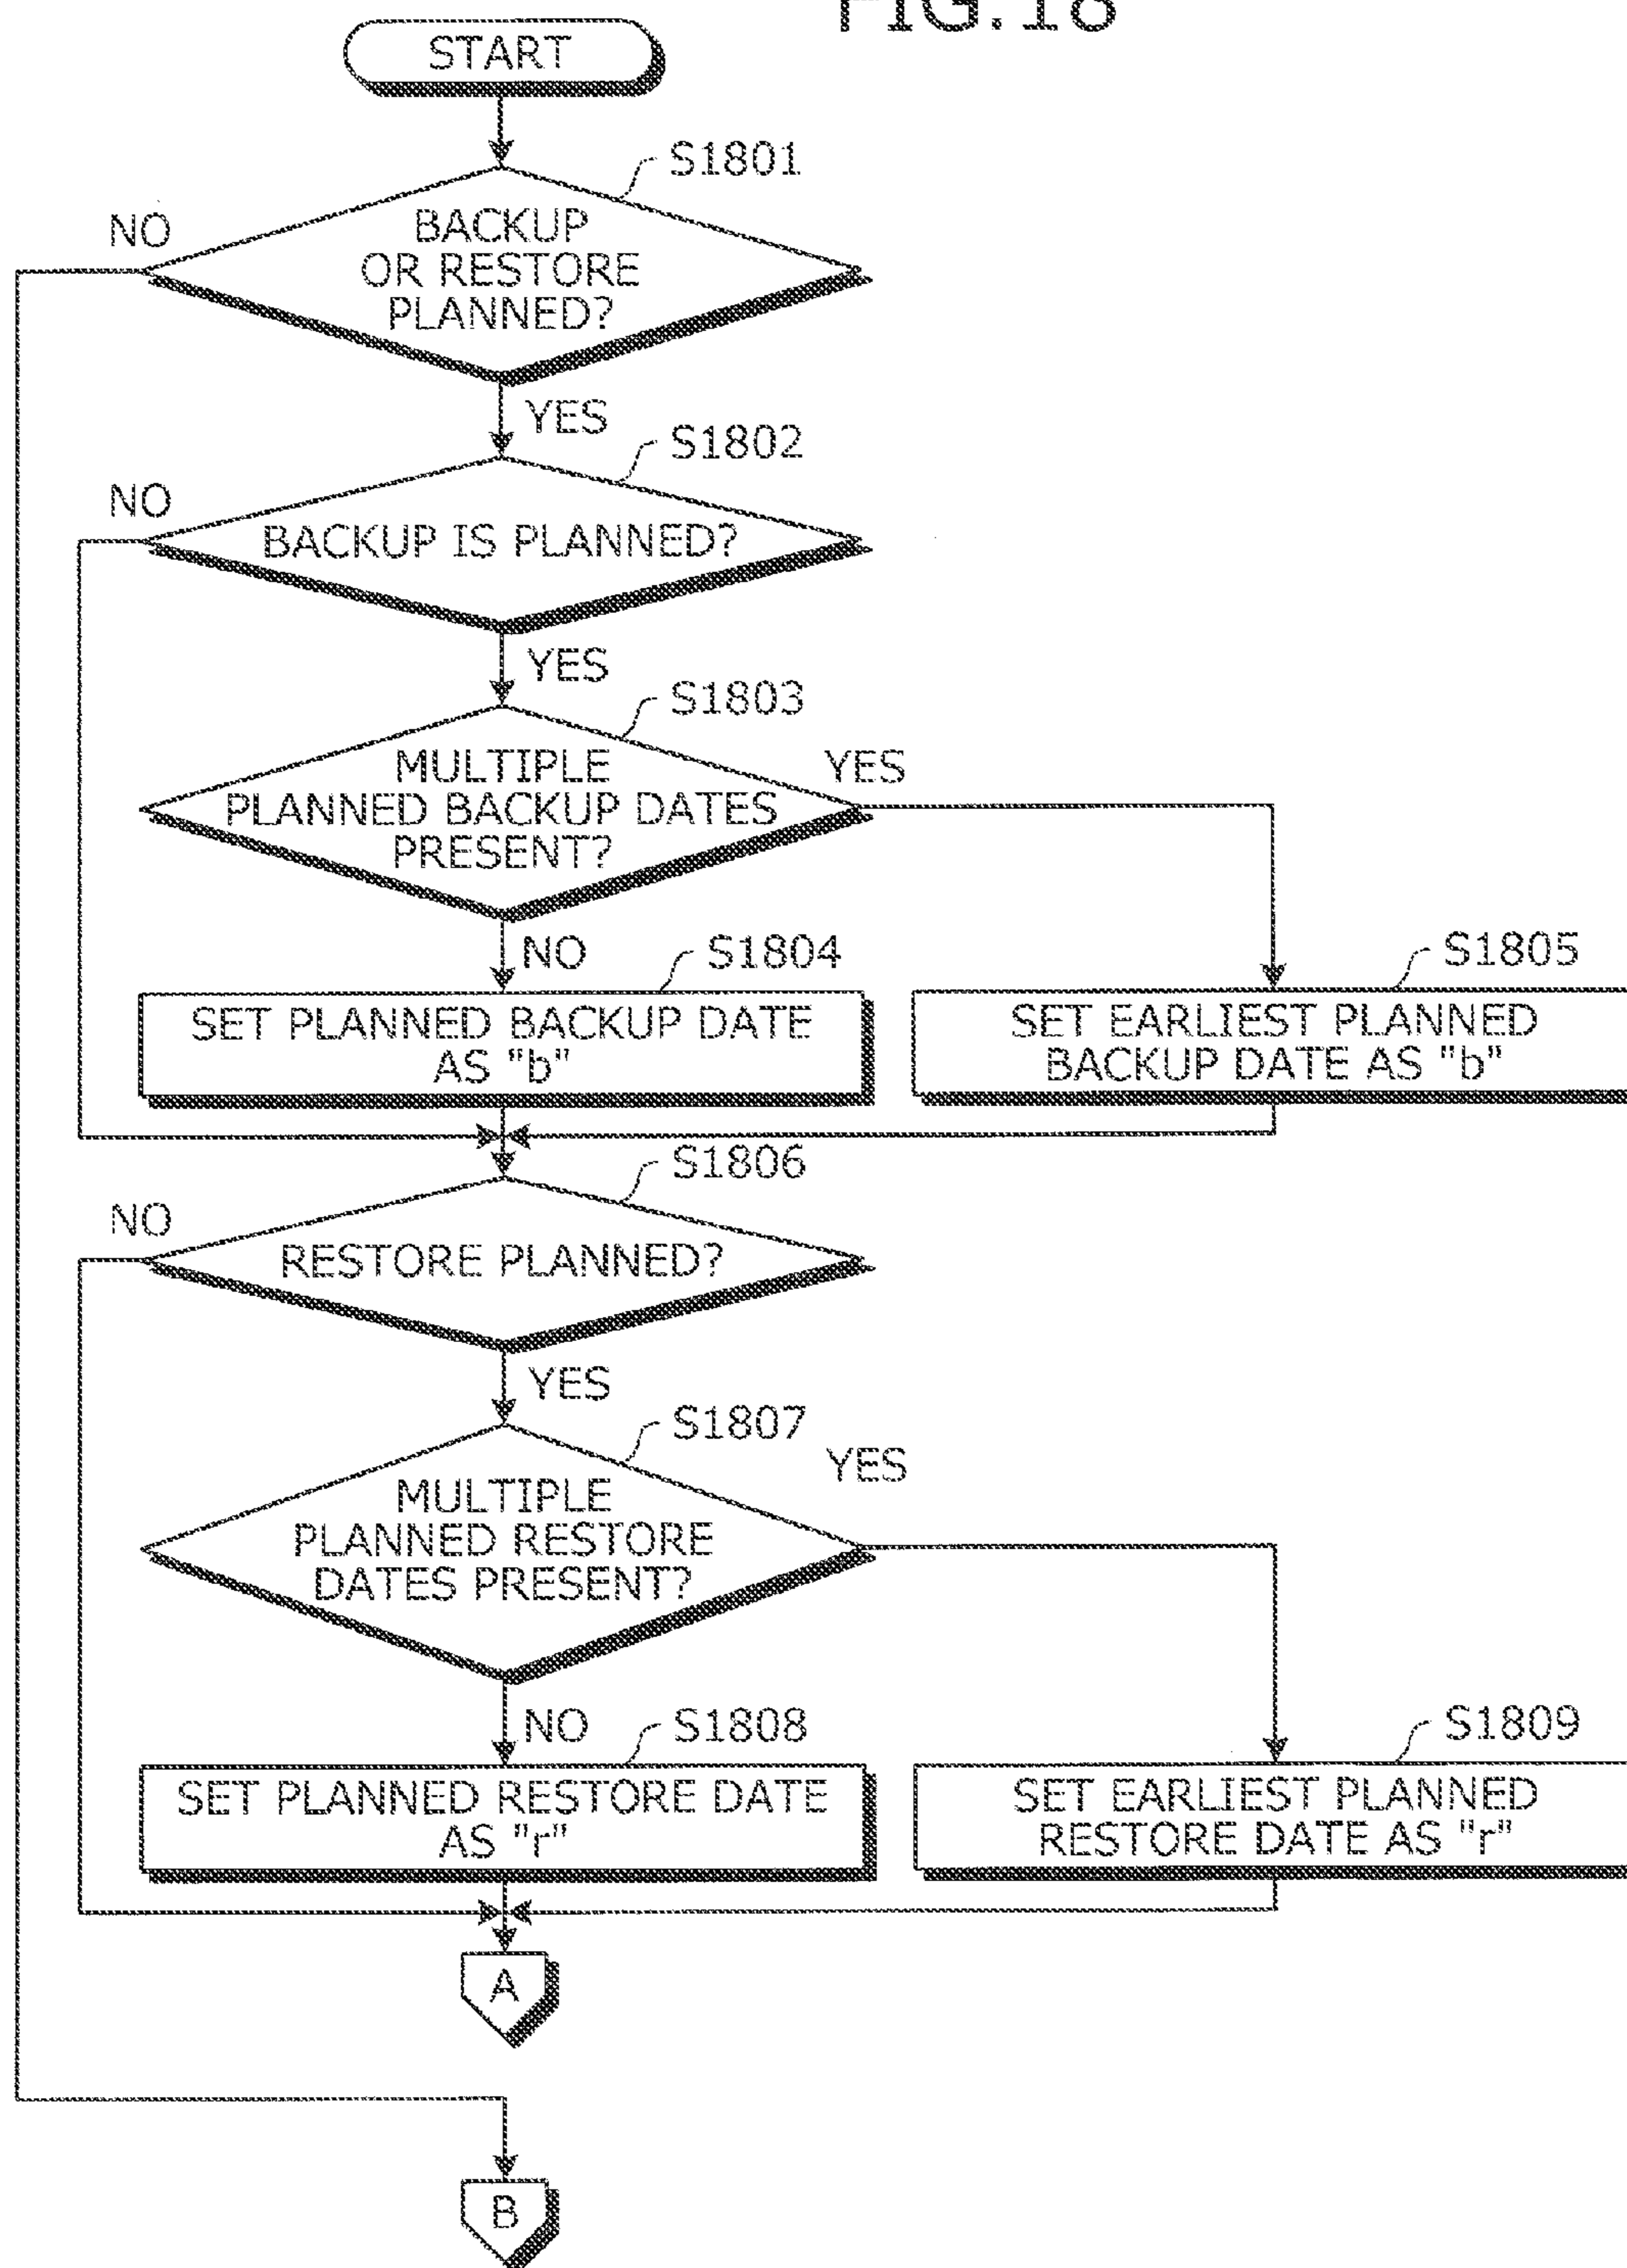 FIG.18
START
S1801
NO
BACKUP
OR RESTORE
PLANNED?
YES
S1802
NO
BACKUP IS PLANNED?
YES
S1803
MULTIPLE
PLANNED BACKUP DATES
PRESENT?
YES
NO
S1804
S1805
SET PLANNED BACKUP DATE
AS "b"
SET EARLIEST PLANNED
BACKUP DATE AS "b"
S1806
NO
RESTORE PLANNED?
YES
S1807
YES
MULTIPLE
PLANNED RESTORE
DATES PRESENT?
NO
S1808
S1809
SET PLANNED RESTORE DATE
AS "r"
SET EARLIEST PLANNED
RESTORE DATE AS "r"
A
B